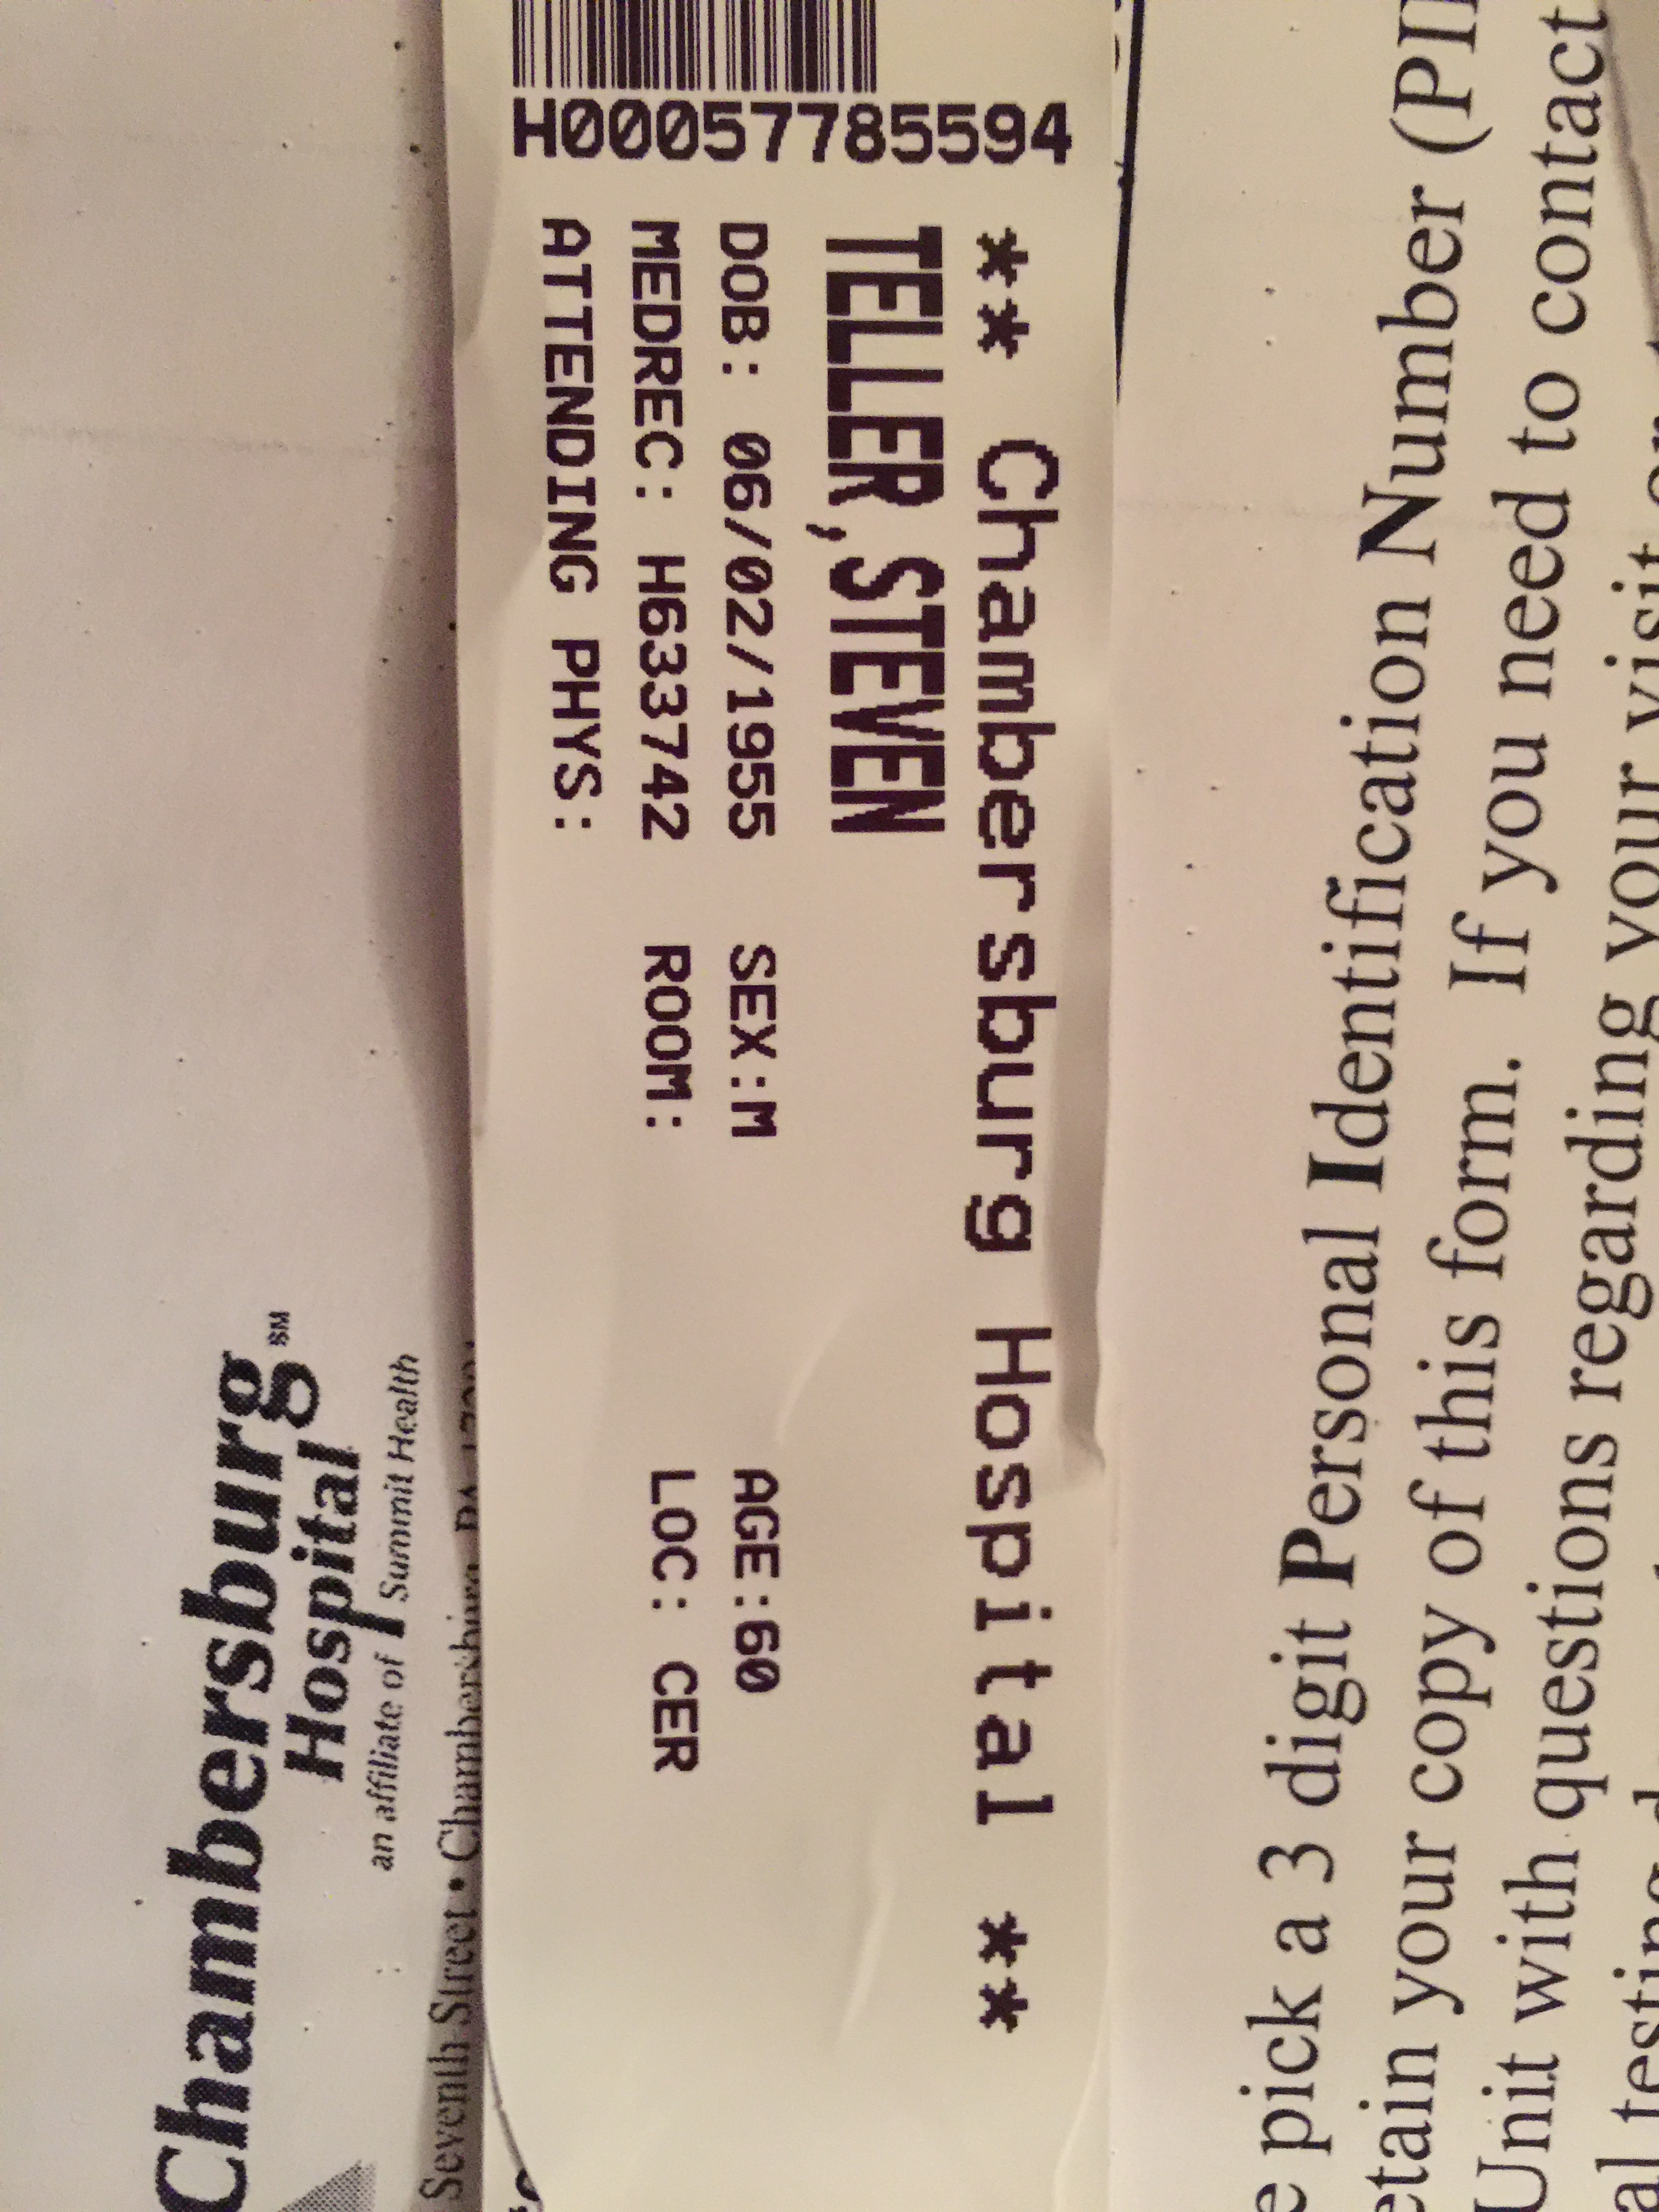 Chambersburg
Hospital SM
an affiliate of Summit Health
Seventh Street • Chambersburg, PA
** Chambersburg Hospital **
TELLER,STEVEN
DOB: 06/02/1955 SEX:M AGE:60
MEDREC: H633742 ROOM: LOC: CER
ATTENDING PHYS:
H00057785594
pick a 3 digit Personal Identification Number
your copy of this form. If you need to contact
Unit with questions regarding your visit